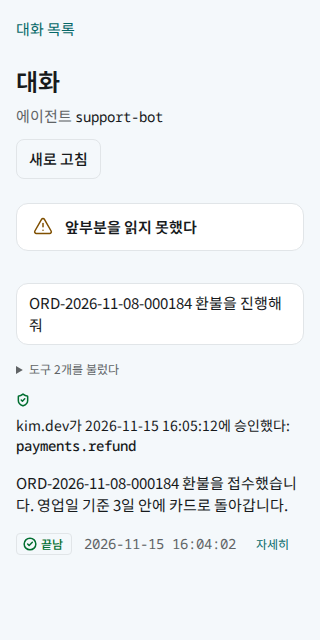 대화 목록
대화
에이전트 support-bot
새로 고침
앞부분을 읽지 못했다
ORD-2026-11-08-000184 환불을 진행해
줘
도구 2개를 불렀다
kim.dev가 2026-11-15 16:05:12에 승인했다:
payments.refund
ORD-2026-11-08-000184 환불을 접수했습니
다. 영업일 기준 3일 안에 카드로 돌아갑니다.
끝남 2026-11-15 16:04:02 자세히